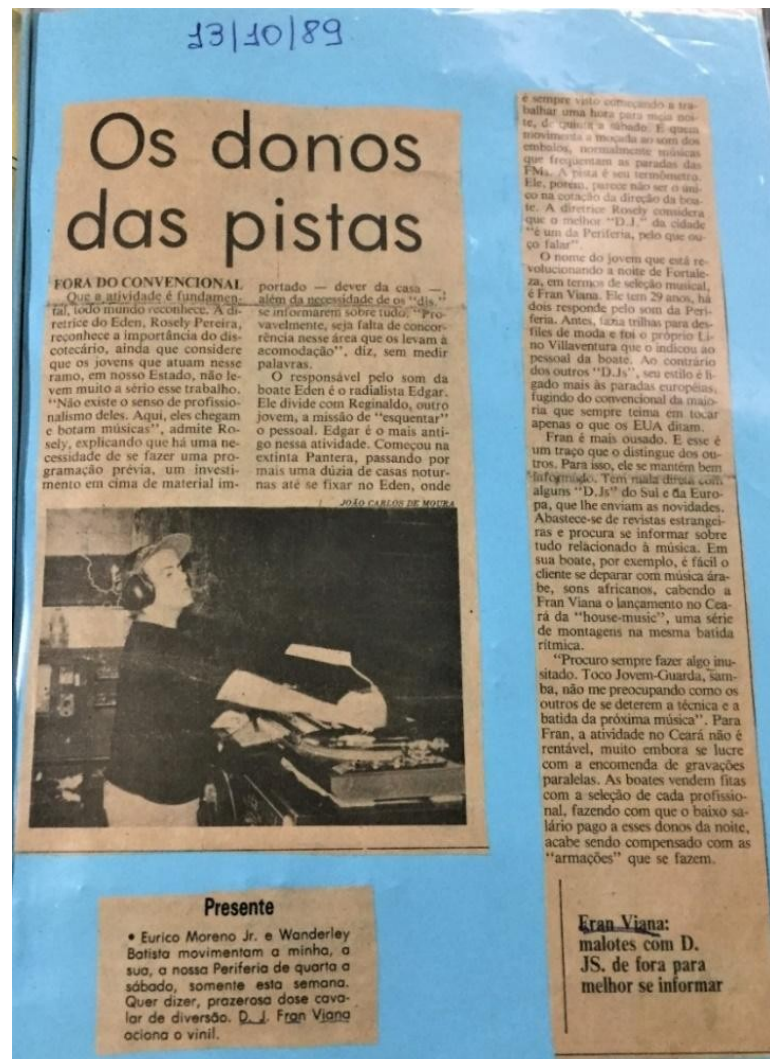 13/10/89
Os donos
das pistas
FORA DO CONVENCIONAL
Que a atividade é fundamen-
tal, todo mundo reconhece. A di-
retrice do Eden, Rosely Pereira,
reconhece a importância do dis-
cotecário, ainda que considere
que os jovens que atuam nesse
ramo, em nosso Estado, não le-
vem muito a sério esse trabalho.
"Não existe o senso de profissio-
nalismo deles. Aqui, eles chegam
e botam músicas", admite Ro-
sely, explicando que há uma ne-
cessidade de se fazer uma pro-
gramação prévia, um investi-
mento em cima de material im-
portado — dever da casa —,
além da necessidade de os "djs."
se informarem sobre tudo. "Pro-
vavelmente, seja falta de concor-
rência nesse área que os levam à
acomodação", diz, sem medir
palavras.
O responsável pelo som da
boate Eden é o radialista Edgar.
Ele divide com Reginaldo, outro
jovem, a missão de "esquentar"
o pessoal. Edgar é o mais anti-
go nessa atividade. Começou na
extinta Pantera, passando por
mais uma dúzia de casas notur-
nas até se fixar no Eden, onde
JOÃO CARLOS DE MOURA
é sempre visto começando a tra-
balhar uma hora para meia noi-
te, de quinta a sábado. E quem
movimenta a moçada ao som dos
embalos, normalmente músicas
que freqüentam as paradas das
FMs. A pista é seu termômetro.
Ele, porém, parece não ser o úni-
co na cotação da direção da boa-
te. A diretrice Rosely considera
que o melhor "D.J." da cidade
"é um da Periferia, pelo que ou-
ço falar".
O nome do jovem que está re-
volucionando a noite de Fortale-
za, em termos de seleção musical,
é Fran Viana. Ele tem 29 anos, há
dois responde pelo som da Peri-
feria. Antes, fazia trilhas para des-
files de moda e foi o próprio Li-
no Villaventura que o indicou ao
pessoal da boate. Ao contrário
dos outros "D.Js", seu estilo é li-
gado mais às paradas européias,
fugindo do convencional da maio-
ria que sempre teima em tocar
apenas o que os EUA ditam.
Fran é mais ousado. E esse é
um traço que o distingue dos ou-
tros. Para isso, ele se mantém bem
informado. Tem mala direta com
alguns "D.Js" do Sul e da Euro-
pa, que lhe enviam as novidades.
Abastece-se de revistas estrangei-
ras e procura se informar sobre
tudo relacionado à música. Em
sua boate, por exemplo, é fácil o
cliente se deparar com música ára-
be, sons africanos, cabendo a
Fran Viana o lançamento no Cea-
rá da "house-music", uma série
de montagens na mesma batida
rítmica.
"Procuro sempre fazer algo inu-
sitado. Toco Jovem-Guarda, sam-
ba, não me preocupando como os
outros de se deterem a técnica e a
batida da próxima música". Para
Fran, a atividade no Ceará não é
rentável, muito embora se lucre
com a encomenda de gravações
paralelas. As boates vendem fitas
com a seleção de cada profissio-
nal, fazendo com que o baixo sa-
lário pago a esses donos da noite,
acabe sendo compensado com as
"armações" que se fazem.
Fran Viana:
malotes com D.
JS. de fora para
melhor se informar
Presente
• Eurico Moreno Jr. e Wanderley
Batista movimentam a minha, a
sua, a nossa Periferia de quarta a
sábado, somente esta semana.
Quer dizer, prazerosa dose cava-
lar de diversão. D. J. Fran Viana
aciona o vinil.